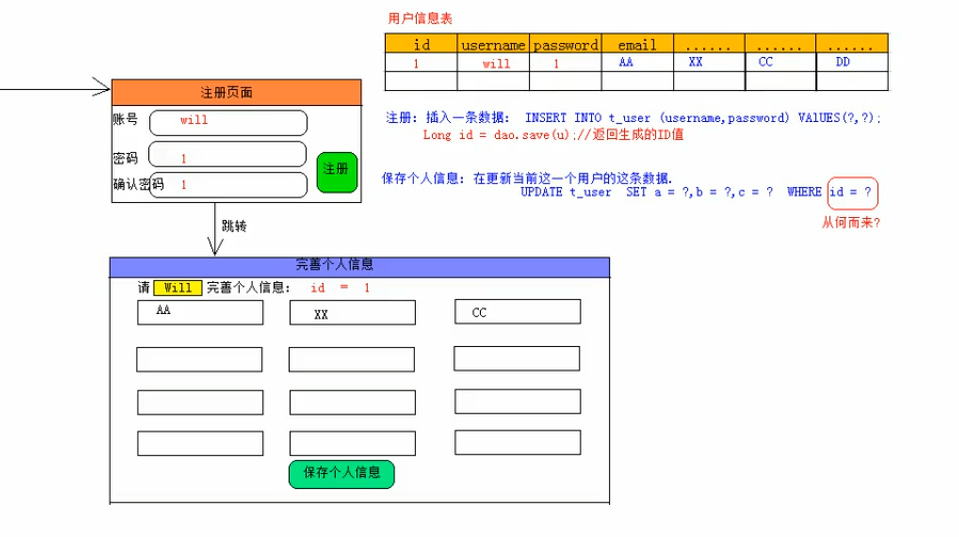 用户信息表
id username password email ...... ...... ......
1 will 1 AA XX CC DD
注册页面
账号 will
密码 1
确认密码 1
注册
注册: 插入一条数据: INSERT INTO t_user (username,password) VAlUES(?,?);
Long id = dao.save(u);//返回生成的ID值
保存个人信息: 在更新当前这一个用户的这条数据.
UPDATE t_user SET a = ?,b = ?,c = ? WHERE id = ?
从何而来?
跳转
完善个人信息
请 Will 完善个人信息: id = 1
AA XX CC
保存个人信息